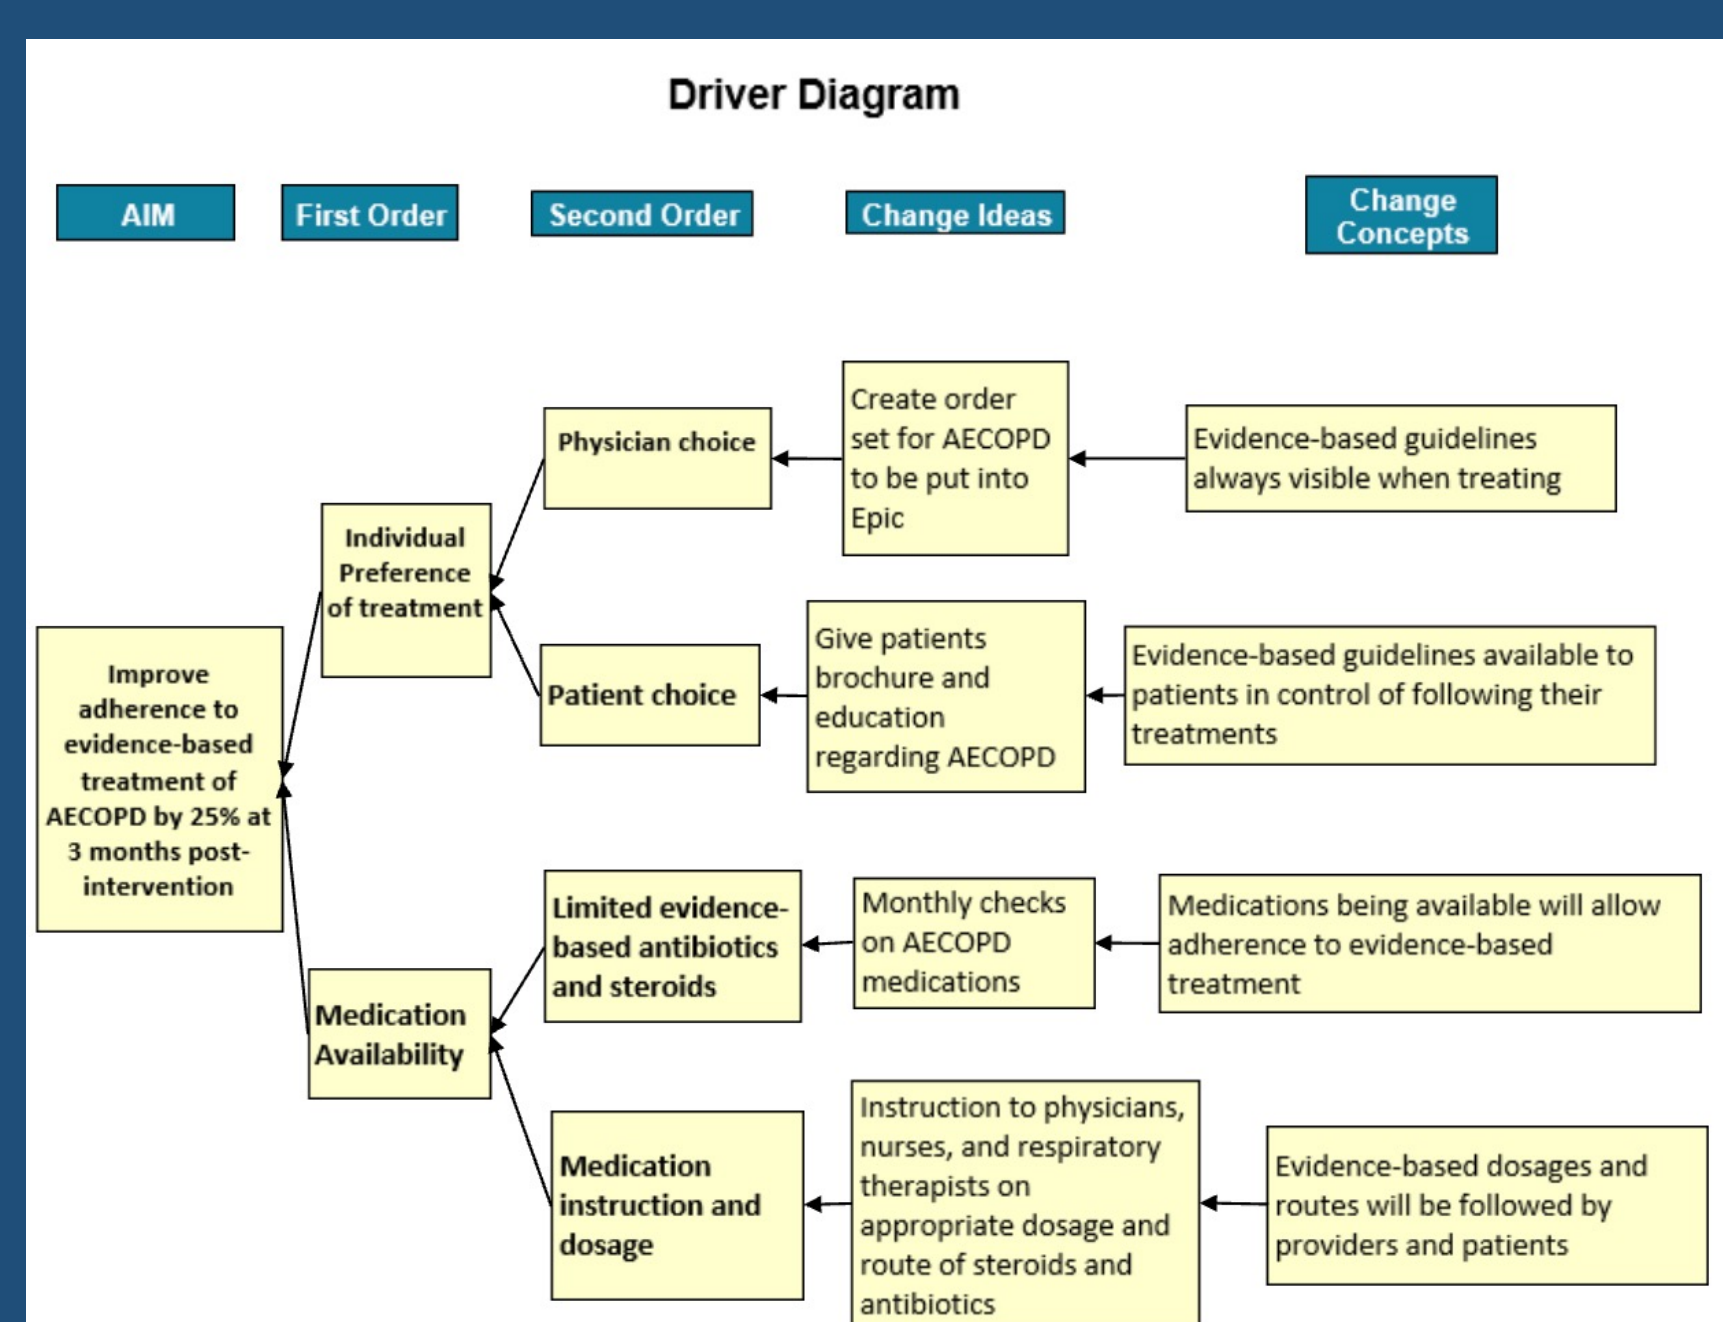 Driver Diagram
AIM
First Order
Second Order
Change Ideas
Change
Concepts
Improve
adherence to
evidence-based
treatment of
AECOPD by 25% at
3 months post-
intervention
Individual
Preference
of treatment
Physician choice
Create order
set for AECOPD
to be put into
Epic
Evidence-based guidelines
always visible when treating
Patient choice
Give patients
brochure and
education
regarding AECOPD
Evidence-based guidelines available to
patients in control of following their
treatments
Medication
Availability
Limited evidence-
based antibiotics
and steroids
Monthly checks
on AECOPD
medications
Medications being available will allow
adherence to evidence-based
treatment
Medication
instruction and
dosage
Instruction to physicians,
nurses, and respiratory
therapists on
appropriate dosage and
route of steroids and
antibiotics
Evidence-based dosages and
routes will be followed by
providers and patients